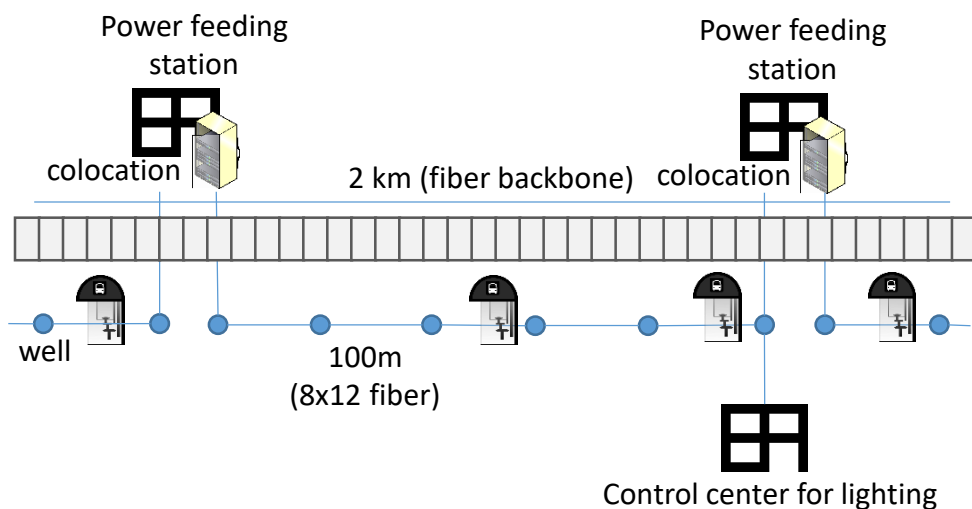 Power feeding
station
Power feeding
station
colocation
2 km (fiber backbone)
colocation
well
100m
(8x12 fiber)
Control center for lighting